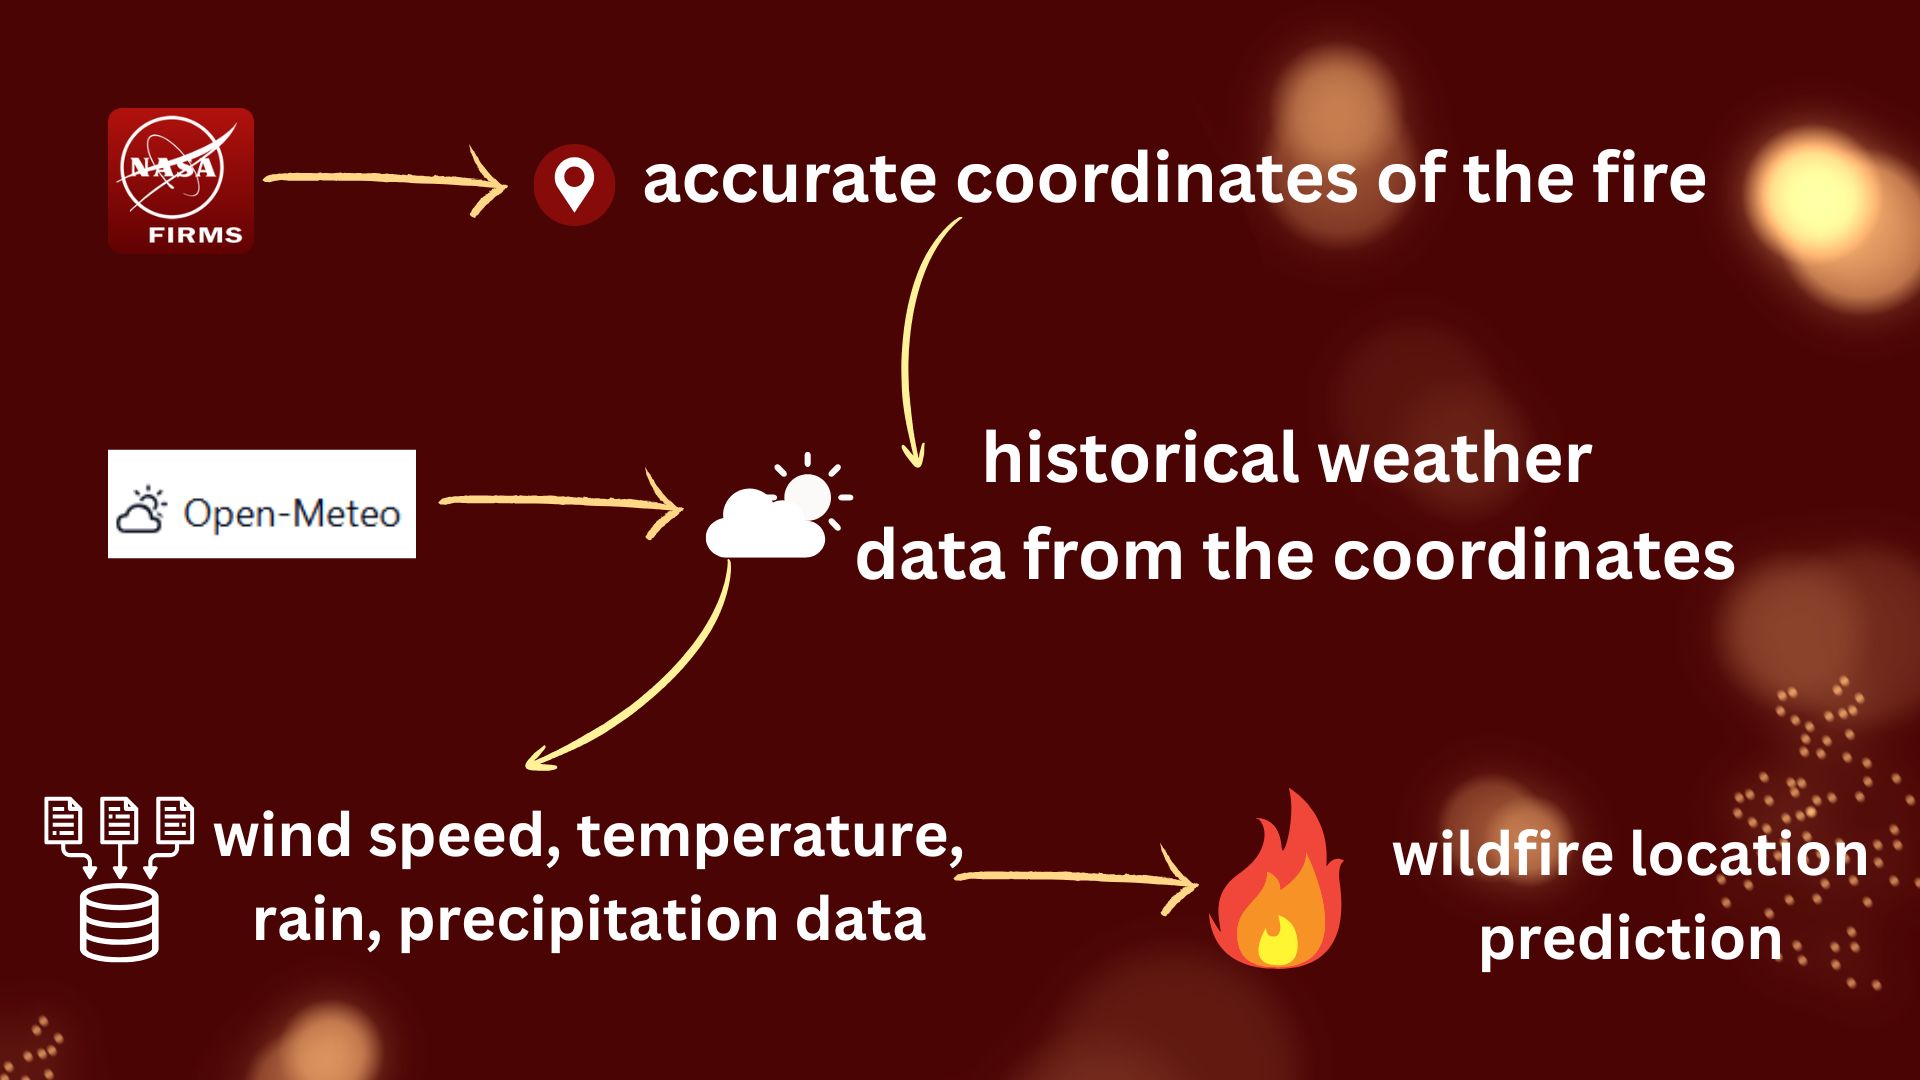 NASA
FIRMS
accurate coordinates of the fire
Open-Meteo
historical weather
data from the coordinates
wind speed, temperature,
rain, precipitation data
wildfire location
prediction